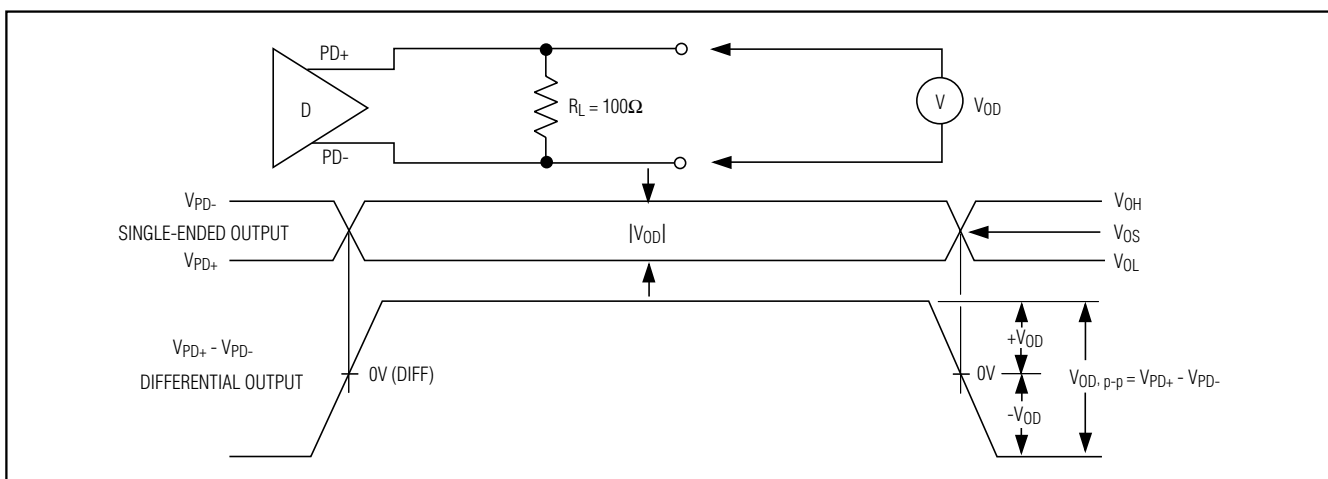 PD+
D
R_L = 100Ω
V
V_OD
PD-
V_PD-
V_OH
SINGLE-ENDED OUTPUT
|V_OD|
V_OS
V_PD+
V_OL
V_PD+ - V_PD-
DIFFERENTIAL OUTPUT
0V (DIFF)
0V
+V_OD
-V_OD
V_OD, p-p = V_PD+ - V_PD-